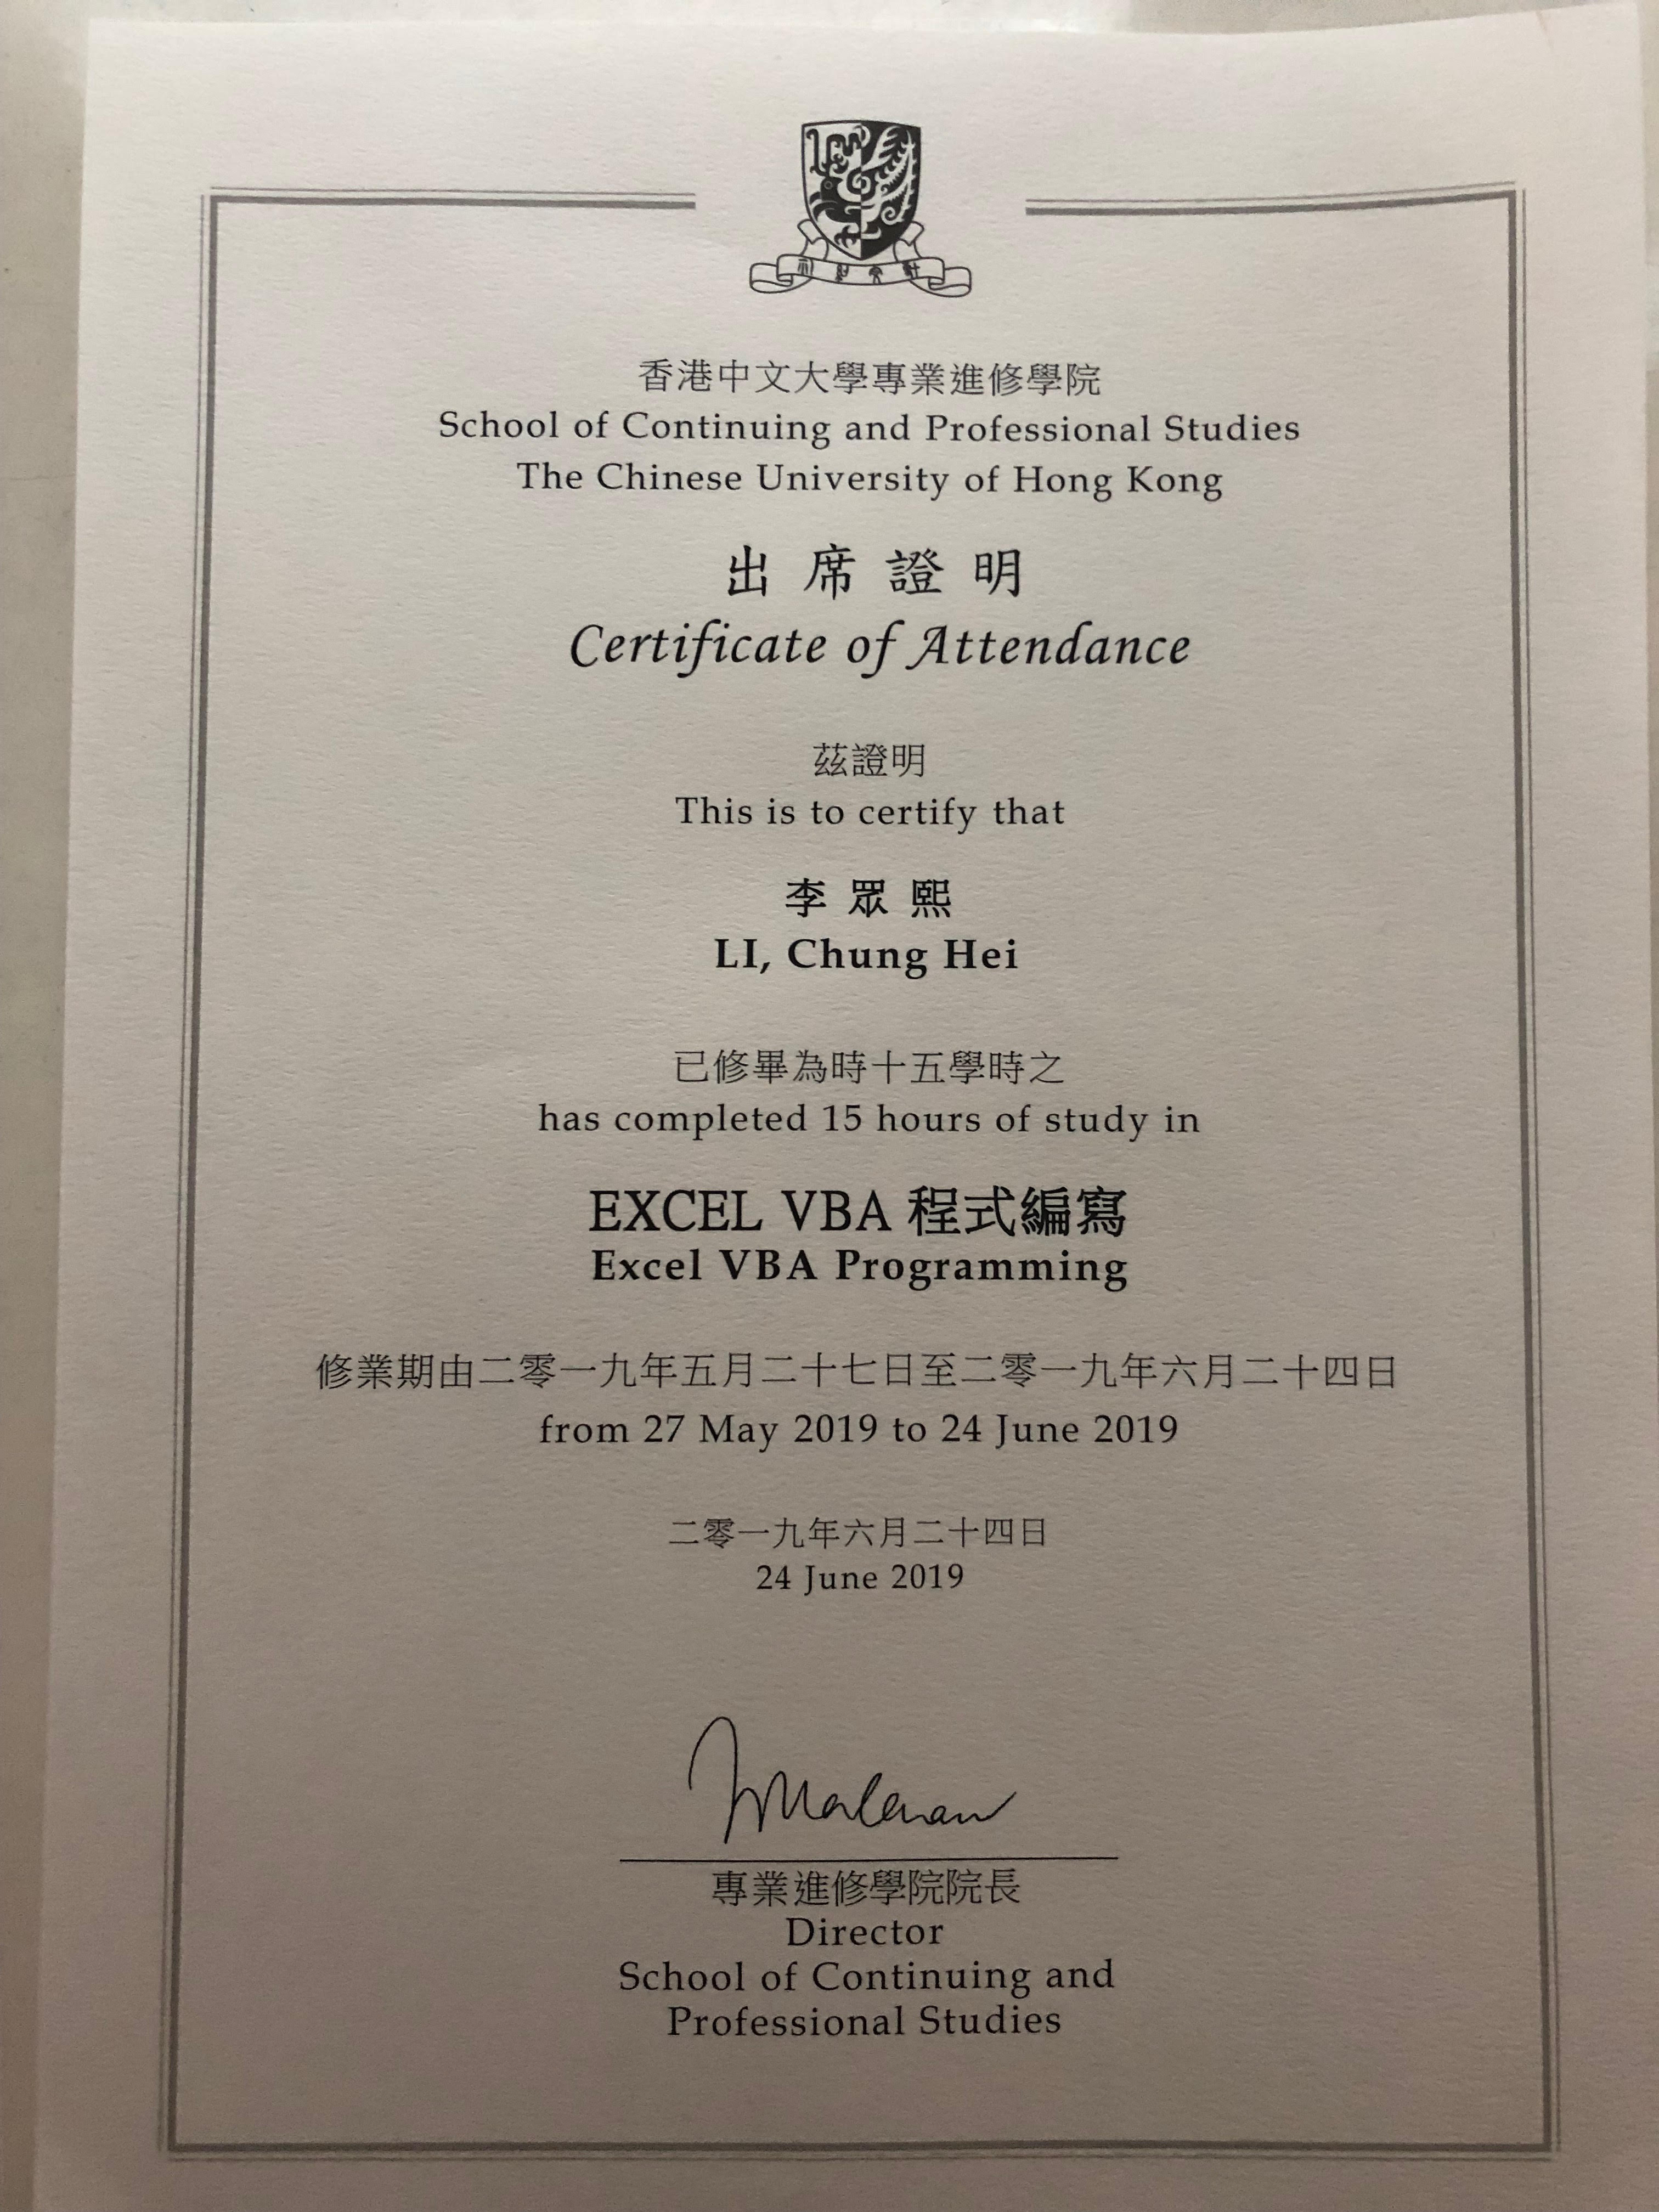 香港中文大學專業進修學院
School of Continuing and Professional Studies
The Chinese University of Hong Kong
出席證明
Certificate of Attendance
茲證明
This is to certify that
李眾熙
LI, Chung Hei
已修畢為時十五學時之
has completed 15 hours of study in
EXCEL VBA 程式編寫
Excel VBA Programming
修業期由二零一九年五月二十七日至二零一九年六月二十四日
from 27 May 2019 to 24 June 2019
二零一九年六月二十四日
24 June 2019
專業進修學院院長
Director
School of Continuing and
Professional Studies